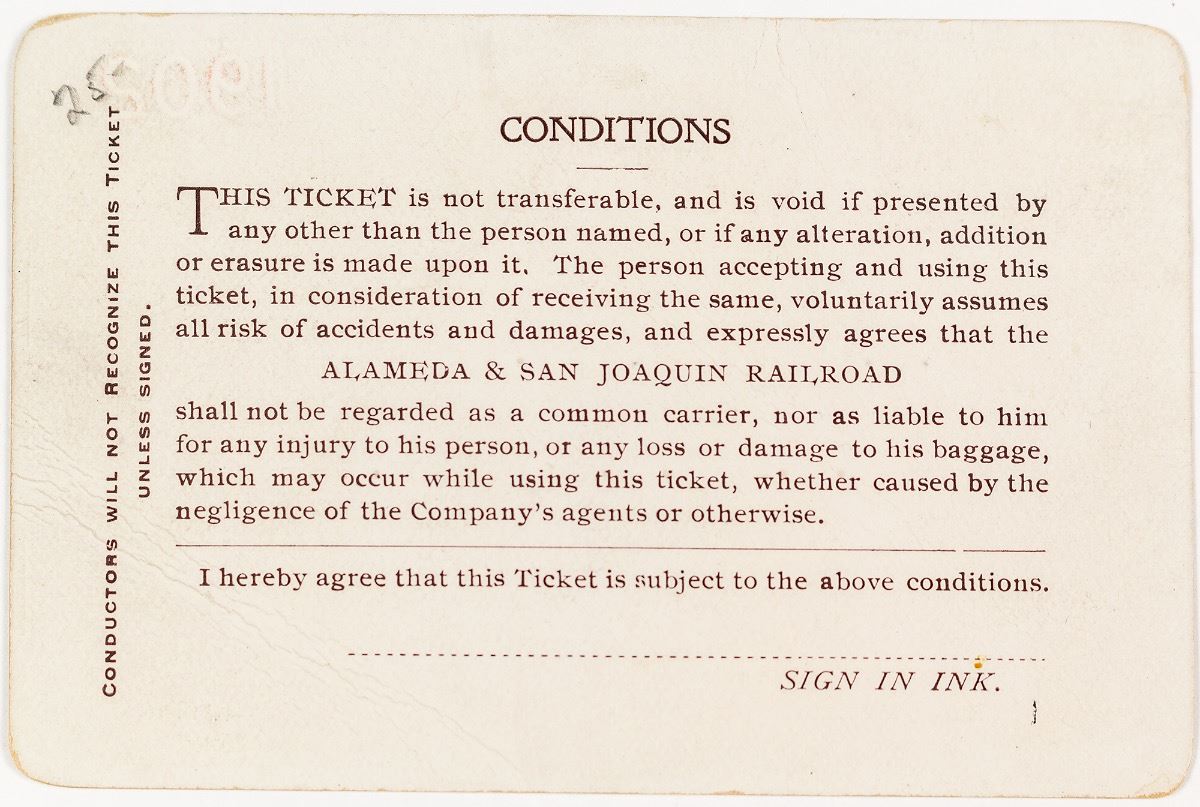 25
CONDUCTORS WILL NOT RECOGNIZE THIS TICKET
UNLESS SIGNED.
CONDITIONS
THIS TICKET is not transferable, and is void if presented by
any other than the person named, or if any alteration, addition
or erasure is made upon it. The person accepting and using this
ticket, in consideration of receiving the same, voluntarily assumes
all risk of accidents and damages, and expressly agrees that the
ALAMEDA & SAN JOAQUIN RAILROAD
shall not be regarded as a common carrier, nor as liable to him
for any injury to his person, or any loss or damage to his baggage,
which may occur while using this ticket, whether caused by the
negligence of the Company's agents or otherwise.
I hereby agree that this Ticket is subject to the above conditions.
SIGN IN INK.